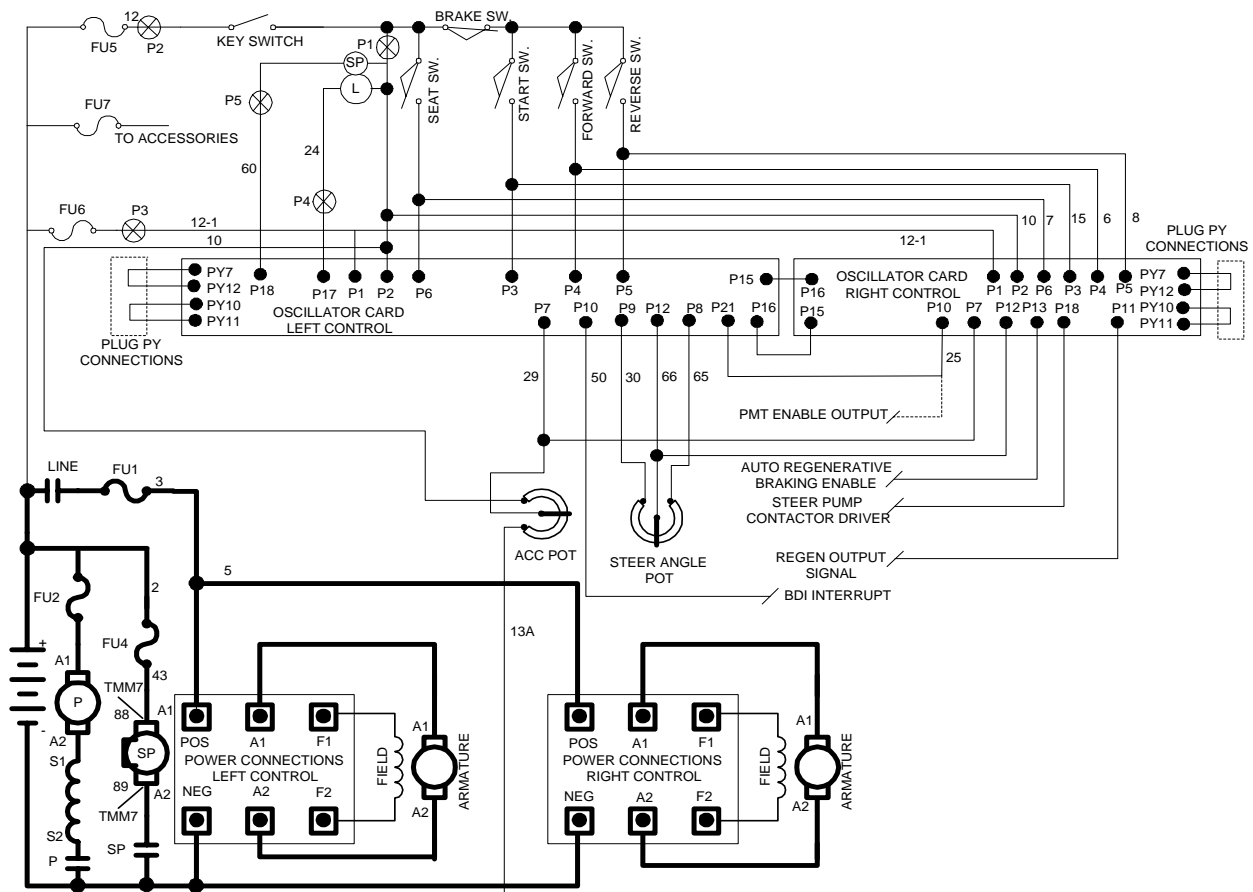 12
BRAKE SW.
FU5
P2
KEY SWITCH
P1
SP
L
SEAT SW.
START SW.
FORWARD SW.
REVERSE SW.
P5
FU7
TO ACCESSORIES
24
60
P4
FU6
P3
12-1
10
10
7
15
6
8
12-1
PLUG PY
CONNECTIONS
PY7
PY12
PY10
PY11
P18
P17
P1
P2
P6
P3
P4
P5
OSCILLATOR CARD
LEFT CONTROL
P7
P10
P9
P12
P8
P21
P16
P15
P16
P15
OSCILLATOR CARD
RIGHT CONTROL
P1
P2
P6
P3
P4
P5
P10
P7
P12
P13
P18
P11
PY7
PY12
PY10
PY11
PLUG PY
CONNECTIONS
29
50
30
66
65
25
PMT ENABLE OUTPUT
AUTO REGENERATIVE
BRAKING ENABLE
STEER PUMP
CONTACTOR DRIVER
REGEN OUTPUT
SIGNAL
BDI INTERRUPT
ACC POT
STEER ANGLE
POT
13A
LINE
FU1
3
5
2
FU2
FU4
43
+
-
A1
P
A2
S1
S2
P
TMM7
88
A1
SP
89
A2
TMM7
SP
POS
A1
F1
POWER CONNECTIONS
LEFT CONTROL
NEG
A2
F2
FIELD
A1
A2
ARMATURE
POS
A1
F1
POWER CONNECTIONS
RIGHT CONTROL
NEG
A2
F2
FIELD
A1
A2
ARMATURE